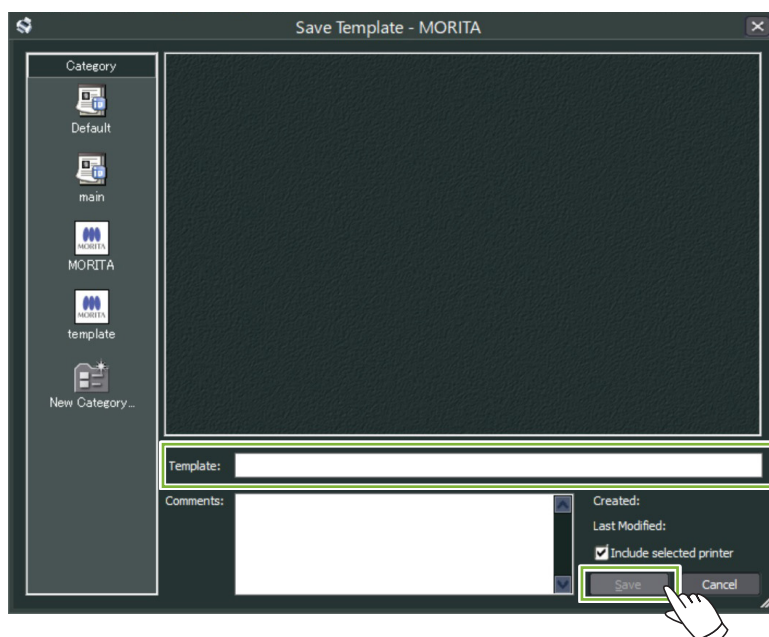 Save Template - MORITA
Category
Default
main
MORITA
MORITA
MORITA
template
New Category...
Template:
Comments:
Created:
Last Modified:
Include selected printer
Save
Cancel